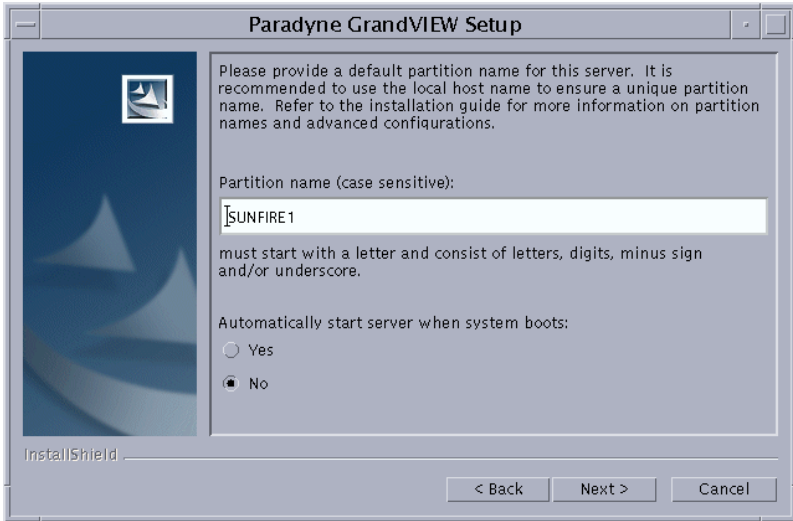 Paradyne GrandVIEW Setup
Please provide a default partition name for this server. It is
recommended to use the local host name to ensure a unique partition
name. Refer to the installation guide for more information on partition
names and advanced configurations.
Partition name (case sensitive):
SUNFIRE1
must start with a letter and consist of letters, digits, minus sign
and/or underscore.
Automatically start server when system boots:
Yes
No
InstallShield
< Back
Next >
Cancel